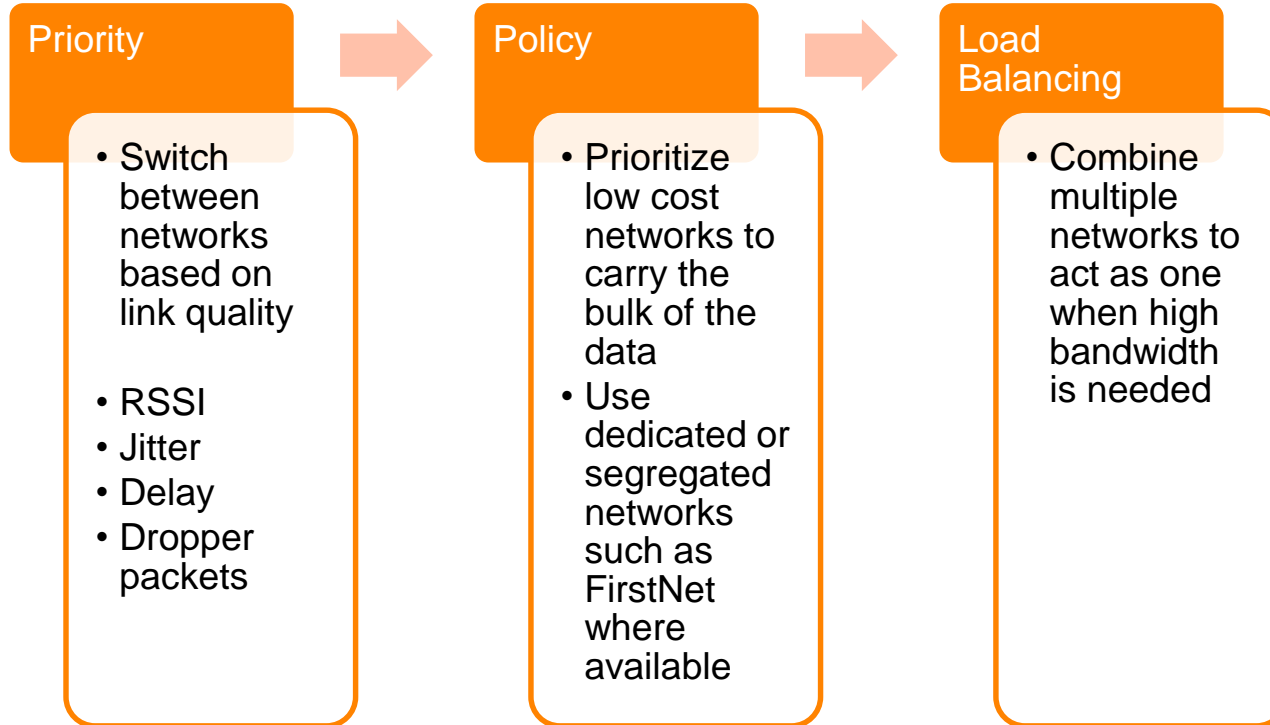 Priority
• Switch
between
networks
based on
link quality
• RSSI
• Jitter
• Delay
• Dropper
packets
Policy
• Prioritize
low cost
networks to
carry the
bulk of the
data
• Use
dedicated or
segregated
networks
such as
FirstNet
where
available
Load
Balancing
• Combine
multiple
networks to
act as one
when high
bandwidth
is needed